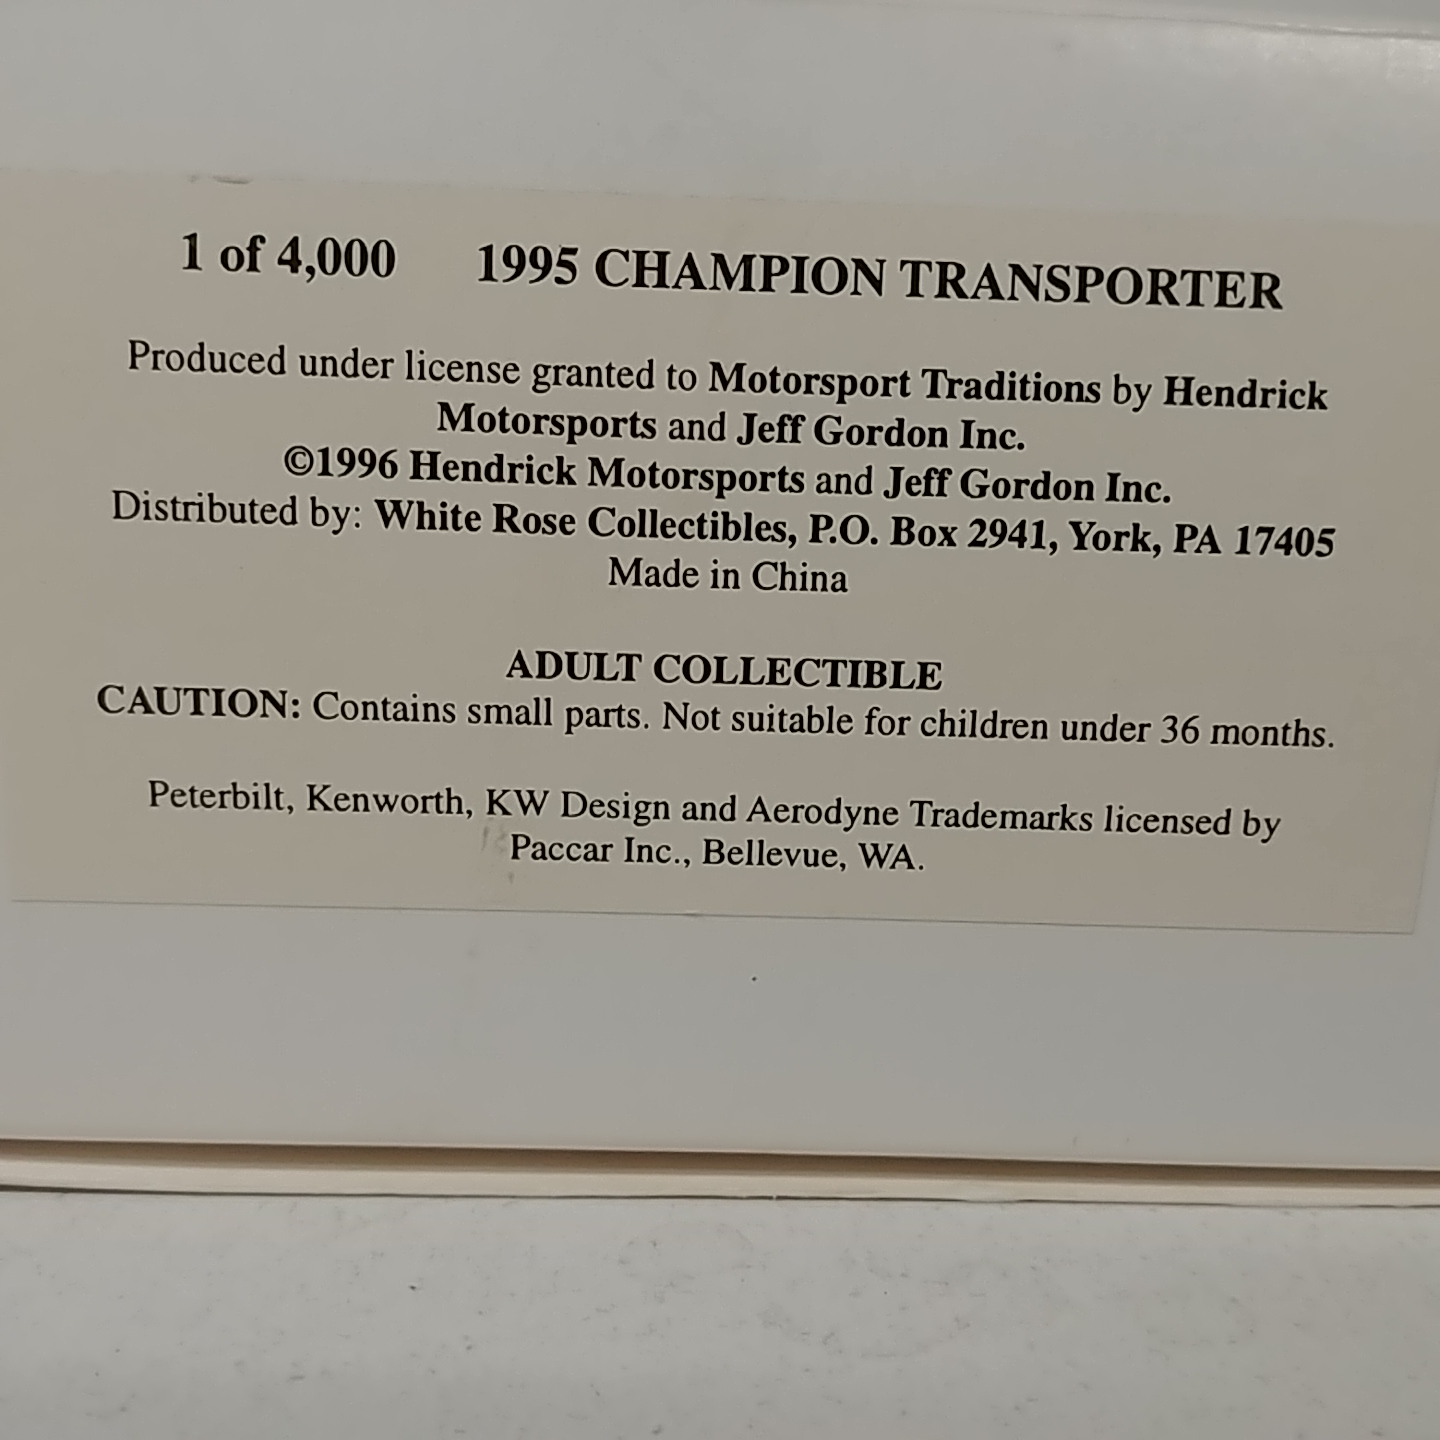 1 of 4,000 1995 CHAMPION TRANSPORTER
Produced under license granted to Motorsport Traditions by Hendrick
Motorsports and Jeff Gordon Inc.
©1996 Hendrick Motorsports and Jeff Gordon Inc.
Distributed by: White Rose Collectibles, P.O. Box 2941, York, PA 17405
Made in China
ADULT COLLECTIBLE
CAUTION: Contains small parts. Not suitable for children under 36 months.
Peterbilt, Kenworth, KW Design and Aerodyne Trademarks licensed by
Paccar Inc., Bellevue, WA.